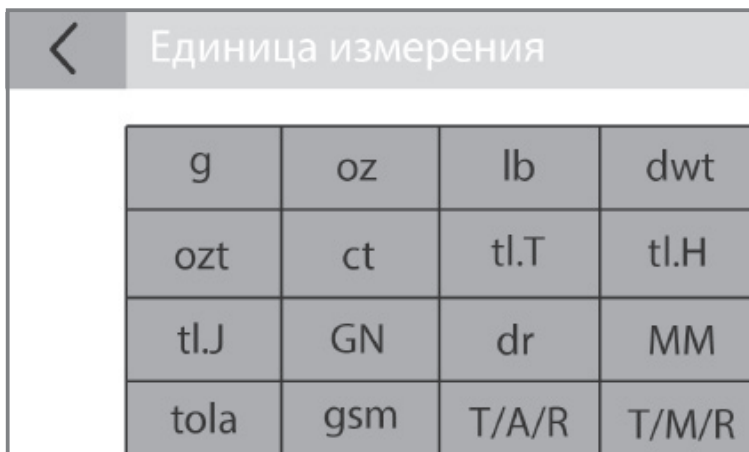 Единица измерения
g oz lb dwt
ozt ct tl.T tl.H
tl.J GN dr MM
tola gsm T/A/R T/M/R